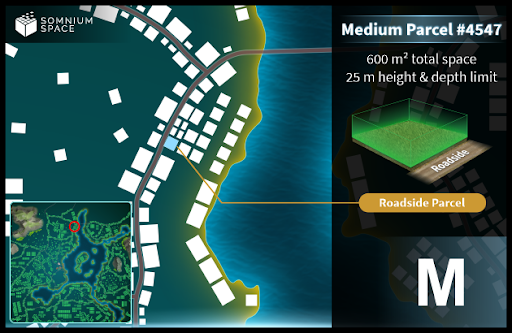 SOMNIUM
SPACE
Medium Parcel #4547
600 m² total space
25 m height & depth limit
Roadside
Roadside Parcel
M